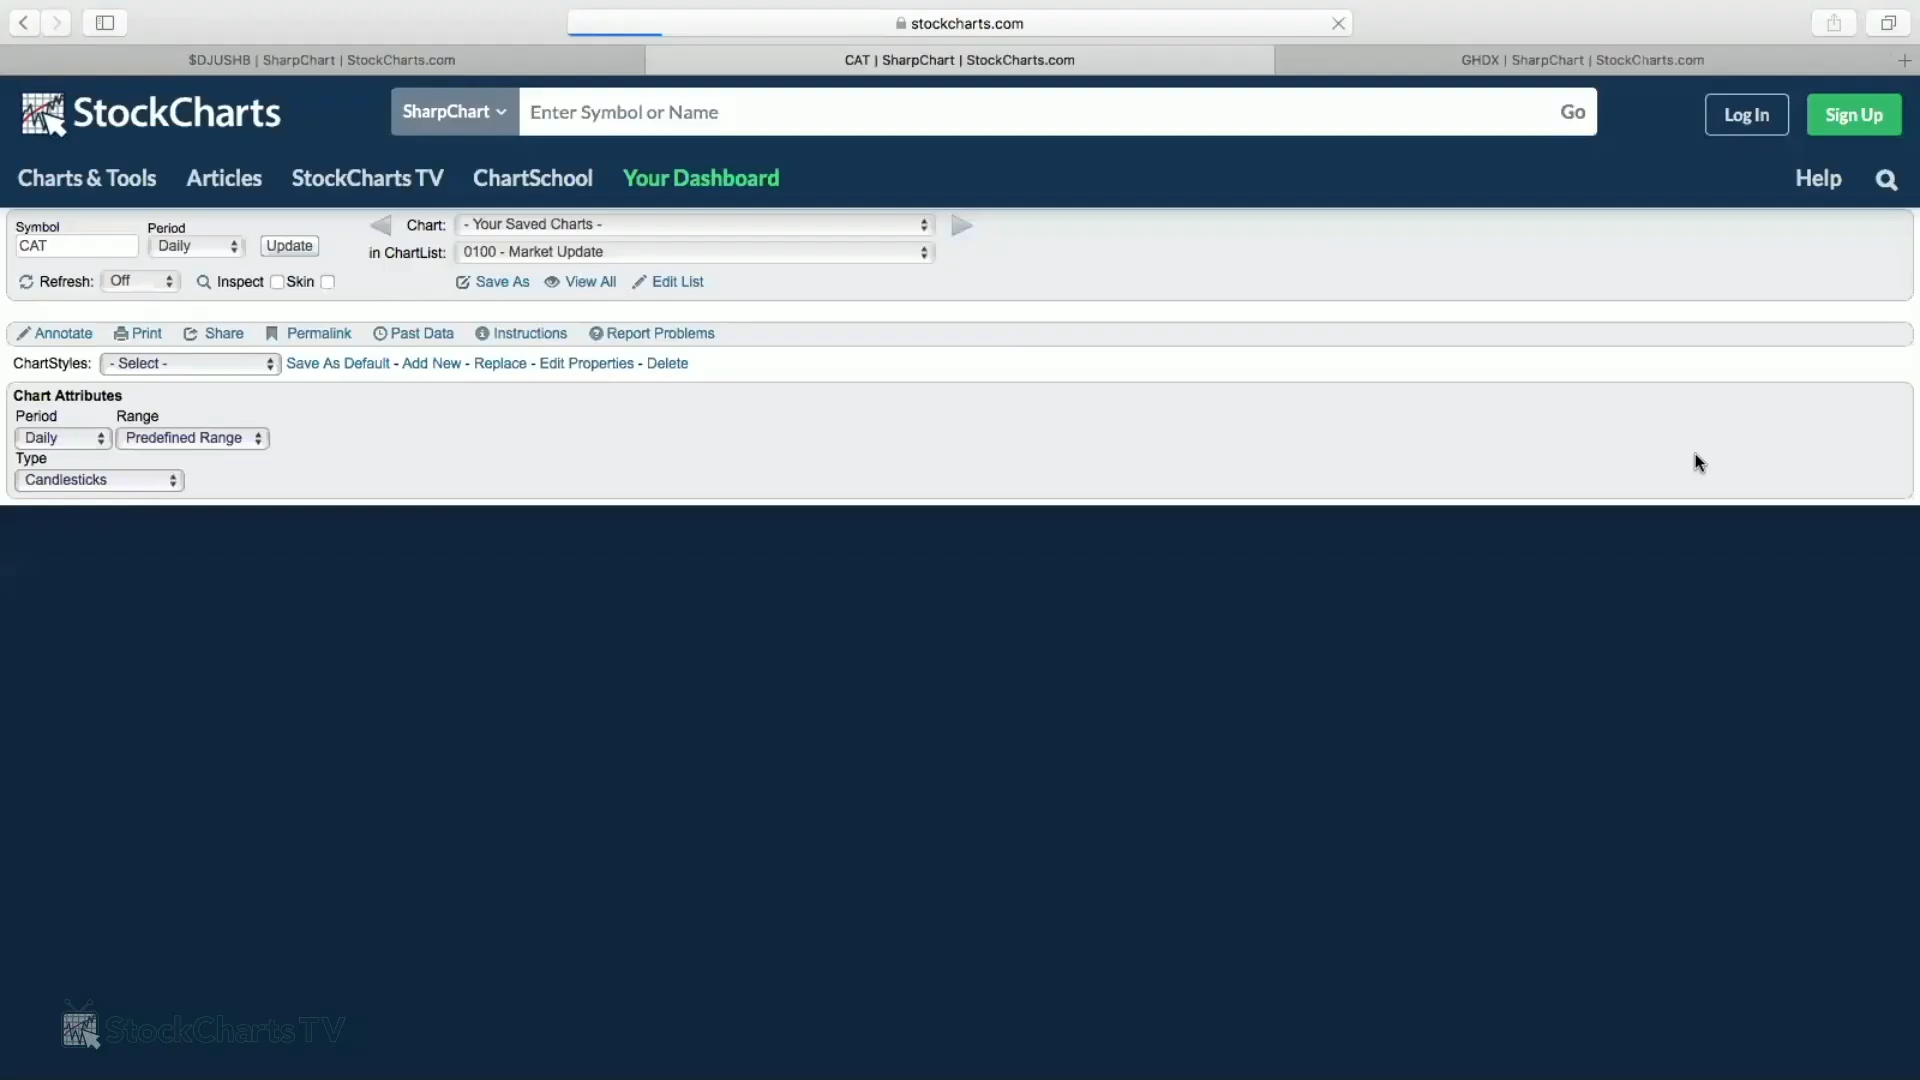 stockcharts.com
$DJUSHB | SharpChart | StockCharts.com
CAT | SharpChart | StockCharts.com
GHDX | SharpChart | StockCharts.com
StockCharts
SharpChart
Enter Symbol or Name
Go
Log In
Sign Up
Charts & Tools
Articles
StockCharts TV
ChartSchool
Your Dashboard
Help
Symbol
Period
CAT
Daily
Update
Chart:
- Your Saved Charts -
in ChartList:
0100 - Market Update
Refresh:
Off
Inspect
Skin
Save As
View All
Edit List
Annotate
Print
Share
Permalink
Past Data
Instructions
Report Problems
ChartStyles:
- Select -
Save As Default - Add New - Replace - Edit Properties - Delete
Chart Attributes
Period
Range
Daily
Predefined Range
Type
Candlesticks
StockCharts TV